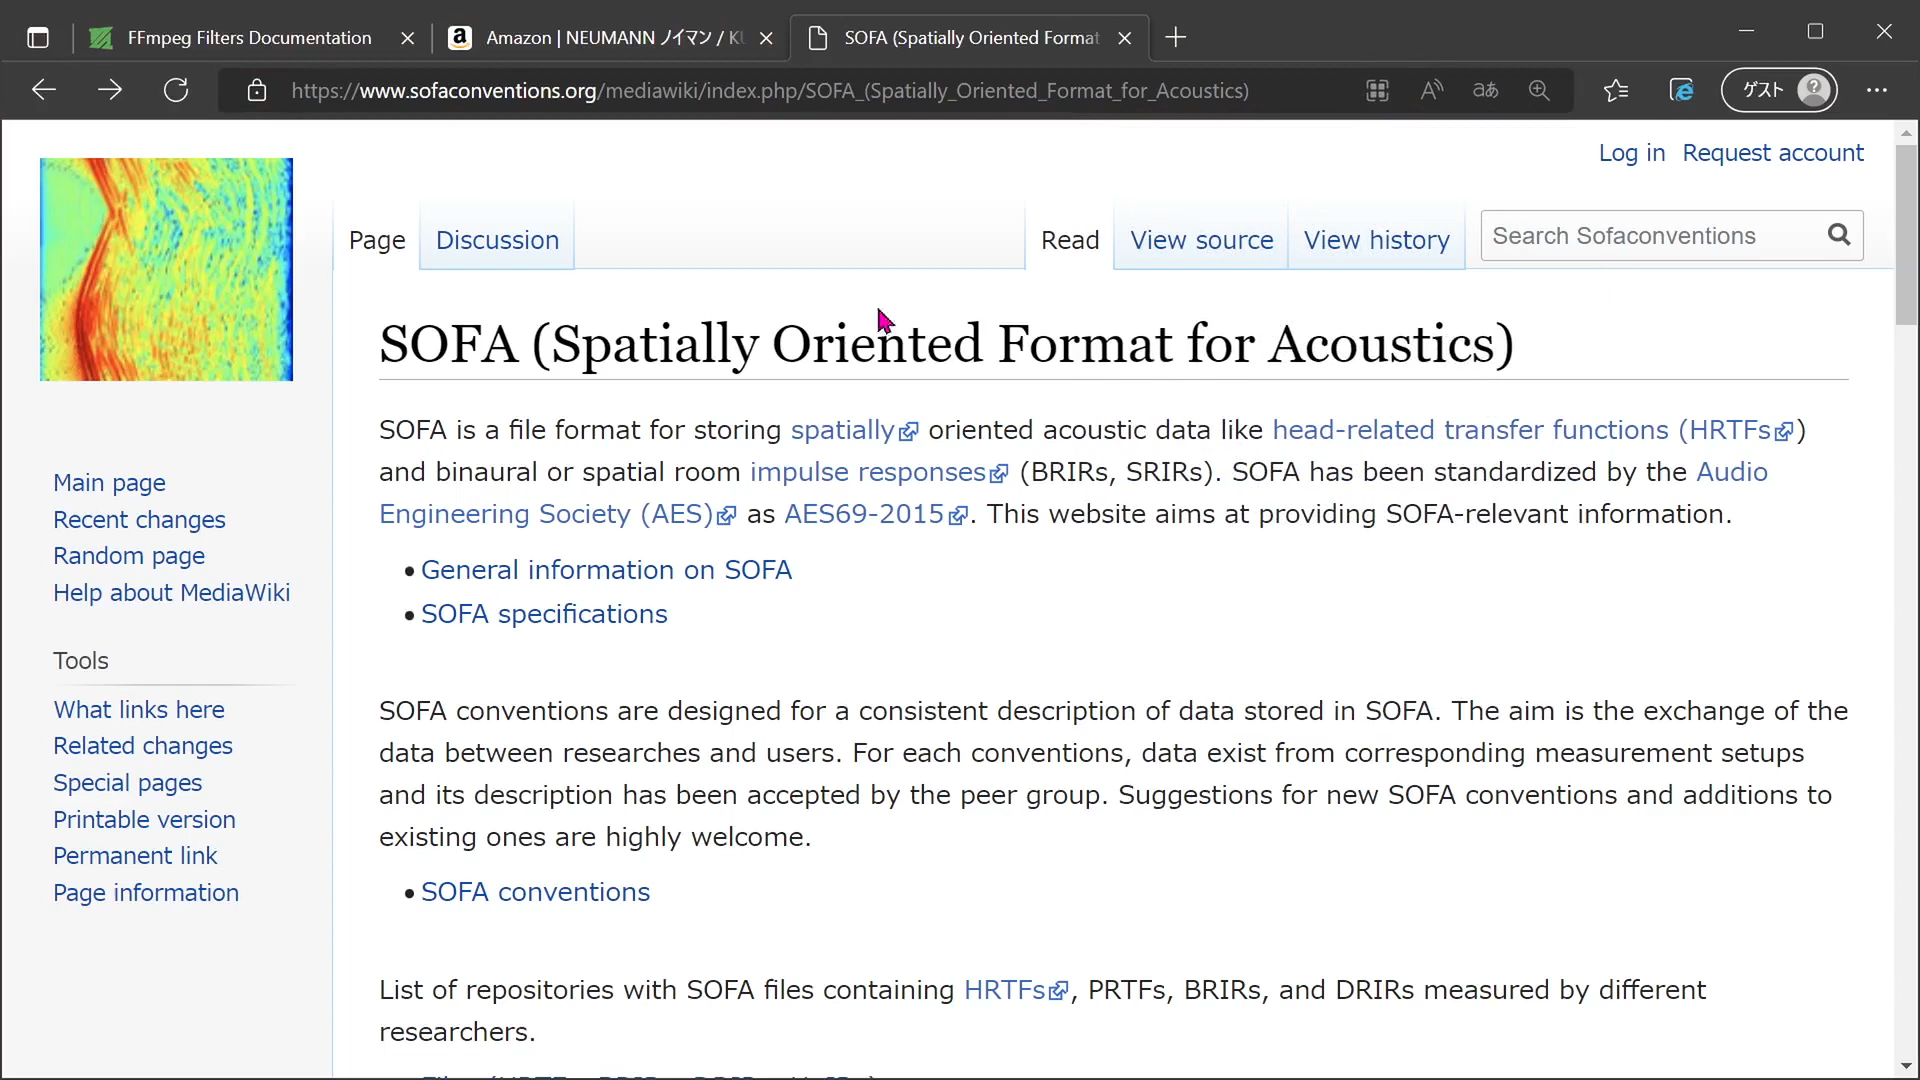 FFmpeg Filters Documentation
Amazon | NEUMANN ノイマン / KU
SOFA (Spatially Oriented Format
https://www.sofaconventions.org/mediawiki/index.php/SOFA_(Spatially_Oriented_Format_for_Acoustics)
aあ
ゲスト
Log in Request account
Page Discussion Read View source View history Search Sofaconventions
SOFA (Spatially Oriented Format for Acoustics)
SOFA is a file format for storing spatially oriented acoustic data like head-related transfer functions (HRTFs)
and binaural or spatial room impulse responses (BRIRs, SRIRs). SOFA has been standardized by the Audio
Engineering Society (AES) as AES69-2015. This website aims at providing SOFA-relevant information.
• General information on SOFA
• SOFA specifications
SOFA conventions are designed for a consistent description of data stored in SOFA. The aim is the exchange of the
data between researches and users. For each conventions, data exist from corresponding measurement setups
and its description has been accepted by the peer group. Suggestions for new SOFA conventions and additions to
existing ones are highly welcome.
• SOFA conventions
List of repositories with SOFA files containing HRTFs, PRTFs, BRIRs, and DRIRs measured by different
researchers.
Main page
Recent changes
Random page
Help about MediaWiki
Tools
What links here
Related changes
Special pages
Printable version
Permanent link
Page information